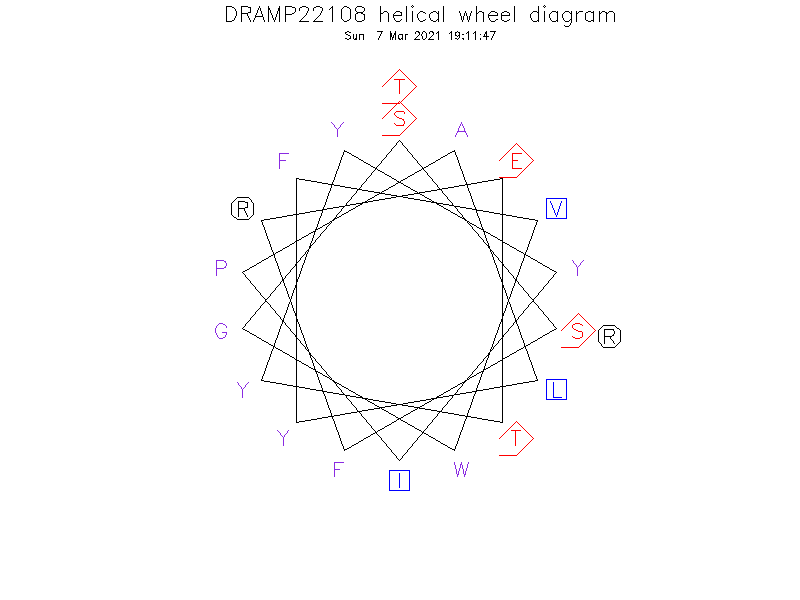 DRAMP22108 helical wheel diagram
Sun 7 Mar 2021 19:11:47
T
S
Y A
F E
R V
P Y
G S R
Y L
Y T
F W
I